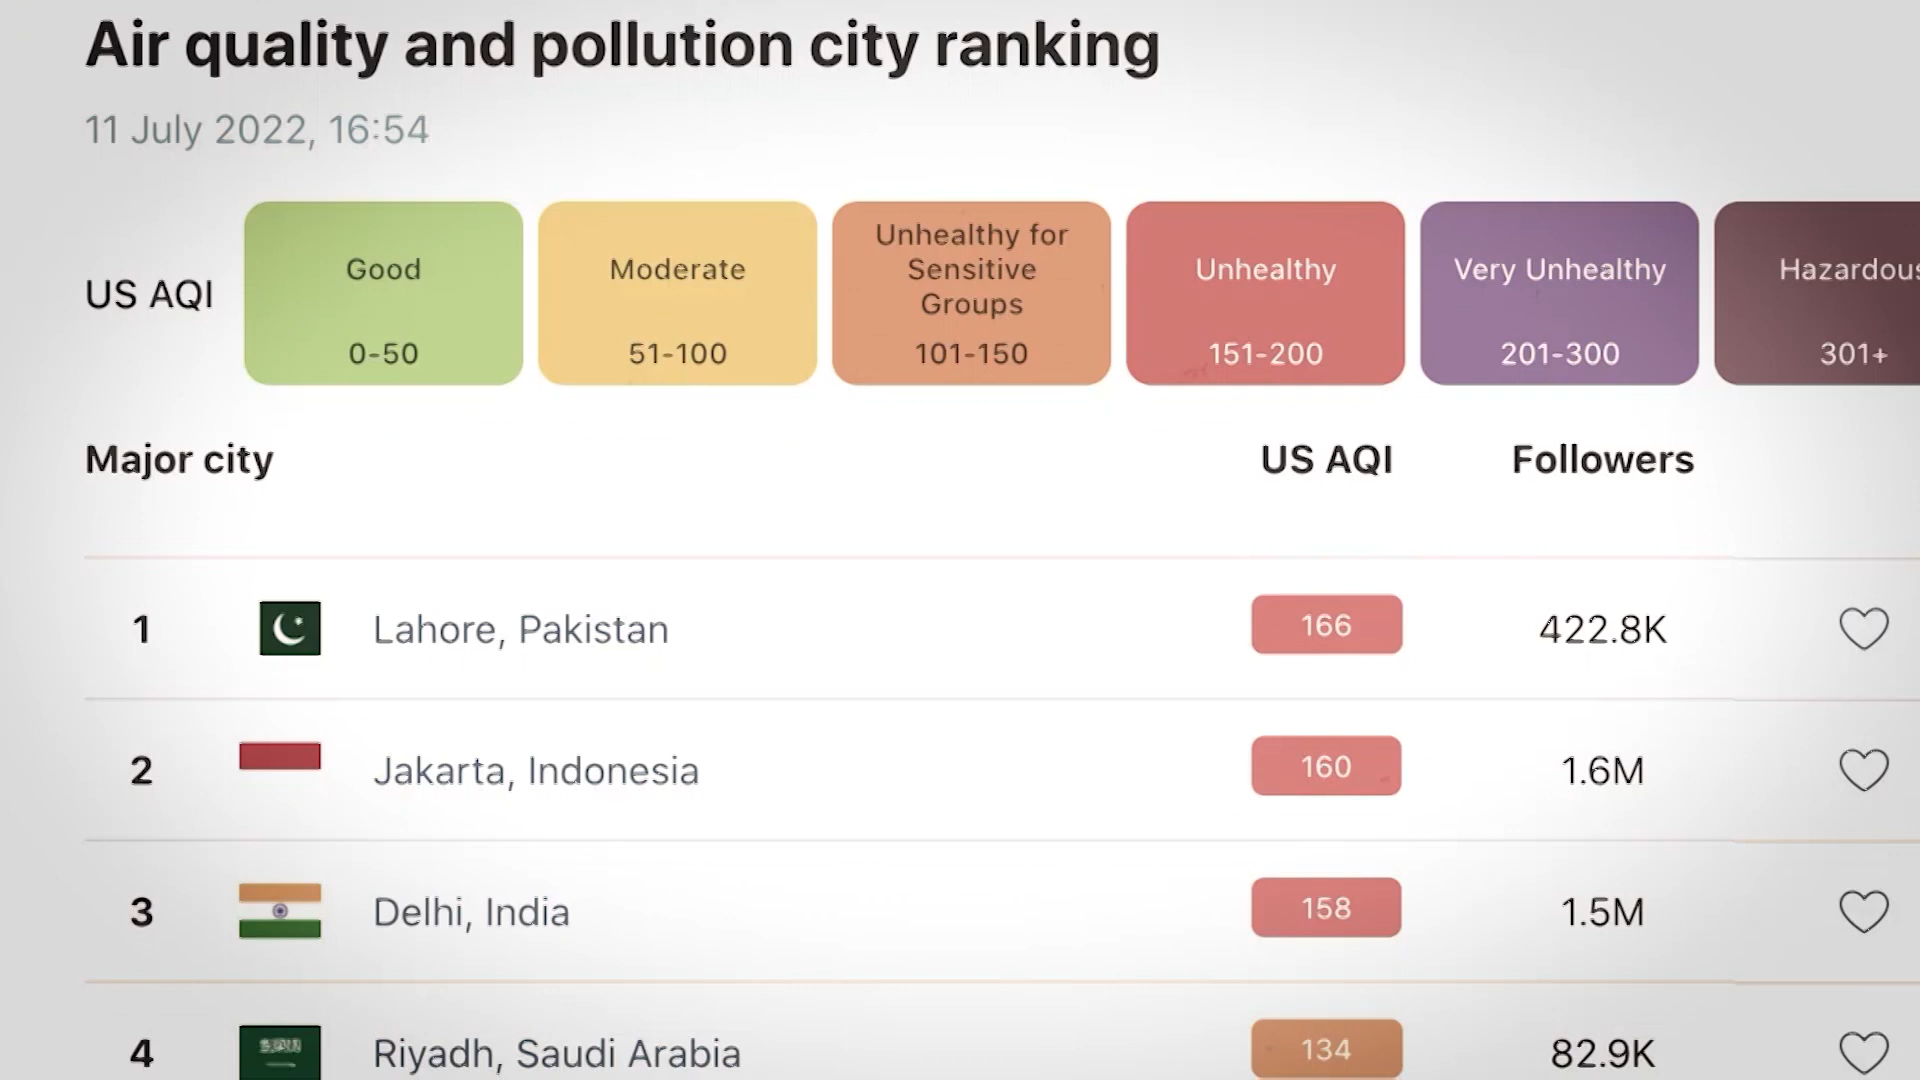 Air quality and pollution city ranking
11 July 2022, 16:54
US AQI
Good
0-50
Moderate
51-100
Unhealthy for
Sensitive
Groups
101-150
Unhealthy
151-200
Very Unhealthy
201-300
Hazardous
301+
Major city US AQI Followers
1 Lahore, Pakistan 166 422.8K
2 Jakarta, Indonesia 160 1.6M
3 Delhi, India 158 1.5M
4 Riyadh, Saudi Arabia 134 82.9K